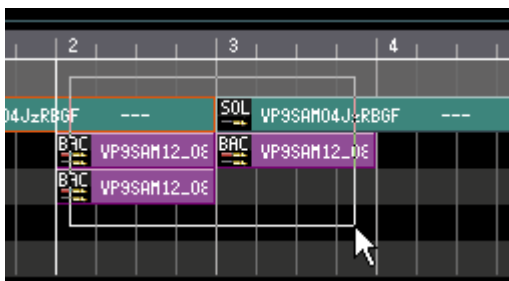 2 3 4
04JzRBGF --- SOL VP9SAM04JzRBGF ---
BAC VP9SAM12_08 BAC VP9SAM12_08
BAC VP9SAM12_08